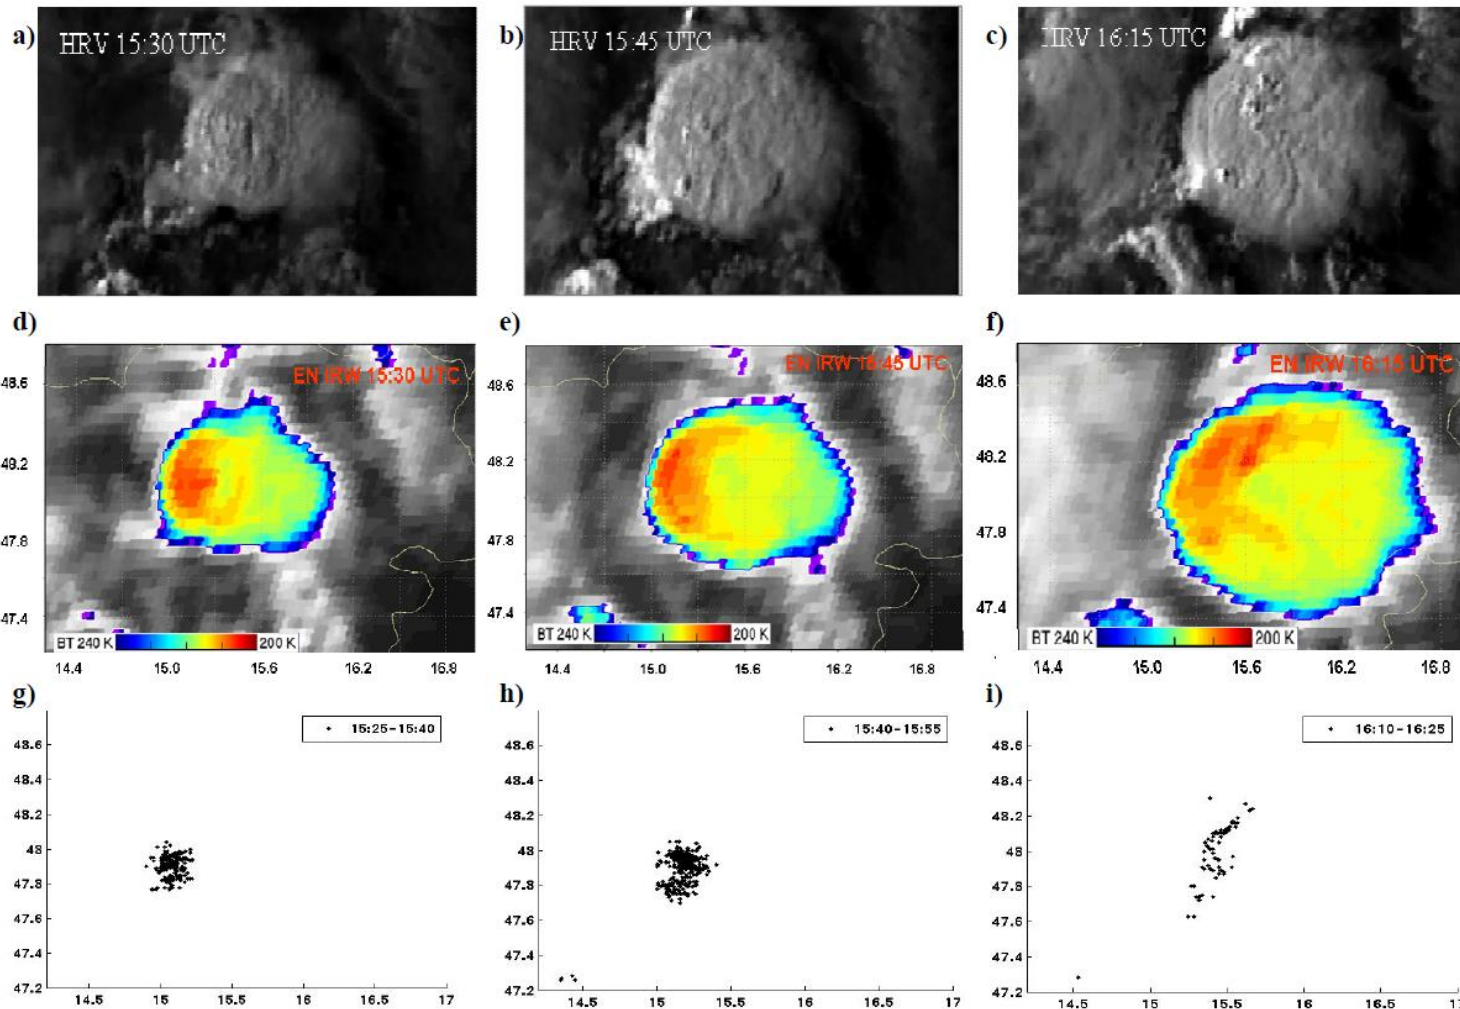 a)
HRV 15:30 UTC
b)
HRV 15:45 UTC
c)
HRV 16:15 UTC
d)
EN IRW 15:30 UTC
48.6
48.2
47.8
47.4
BT 240 K
200 K
14.4 15.0 15.6 16.2 16.8
e)
EN IRW 15:45 UTC
48.6
48.2
47.8
47.4
BT 240 K
200 K
14.4 15.0 15.6 16.2 16.8
f)
EN IRW 16:15 UTC
48.6
48.2
47.8
47.4
BT 240 K
200 K
14.4 15.0 15.6 16.2 16.8
g)
15:25-15:40
48.6
48.4
48.2
48
47.8
47.6
47.4
47.2
14.5 15 15.5 16 16.5 17
h)
15:40-15:55
48.6
48.4
48.2
48
47.8
47.6
47.4
47.2
14.5 15 15.5 16 16.5 17
i)
16:10-16:25
48.6
48.4
48.2
48
47.8
47.6
47.4
47.2
14.5 15 15.5 16 16.5 17